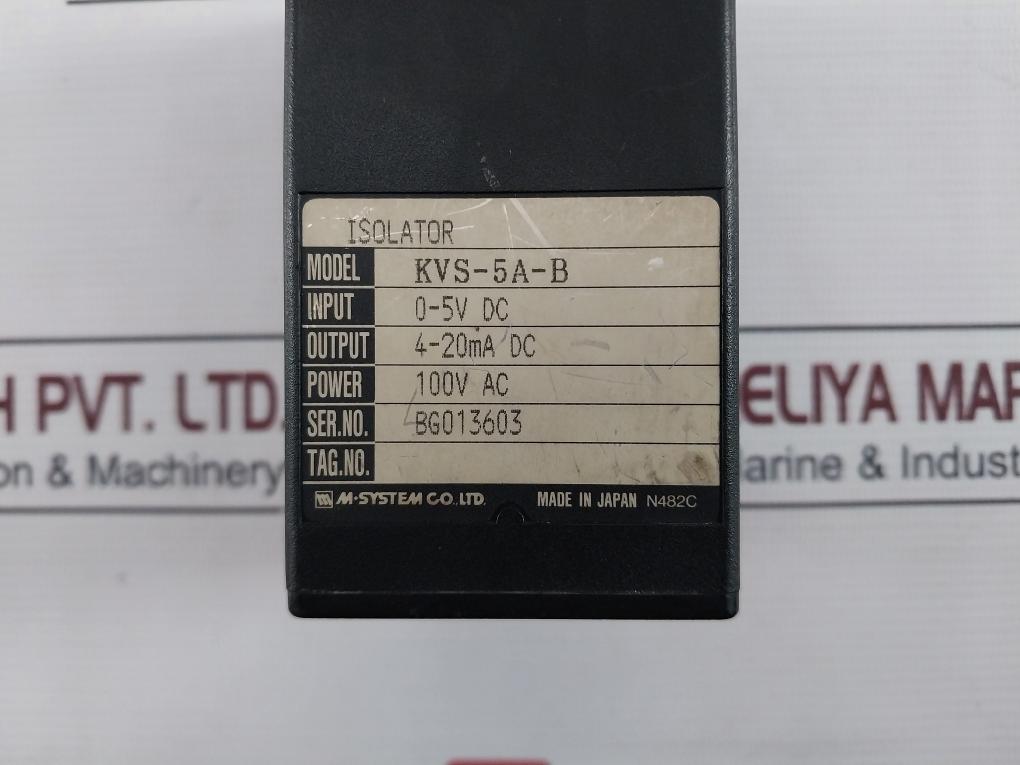 ISOLATOR
MODEL KVS-5A-B
INPUT 0-5V DC
OUTPUT 4-20mA DC
POWER 100V AC
SER.NO. BG013603
TAG.NO.
M-SYSTEM CO.,LTD. MADE IN JAPAN N482C
H PVT. LTD.
on & Machinery
ELIYA MAR
arine & Indust